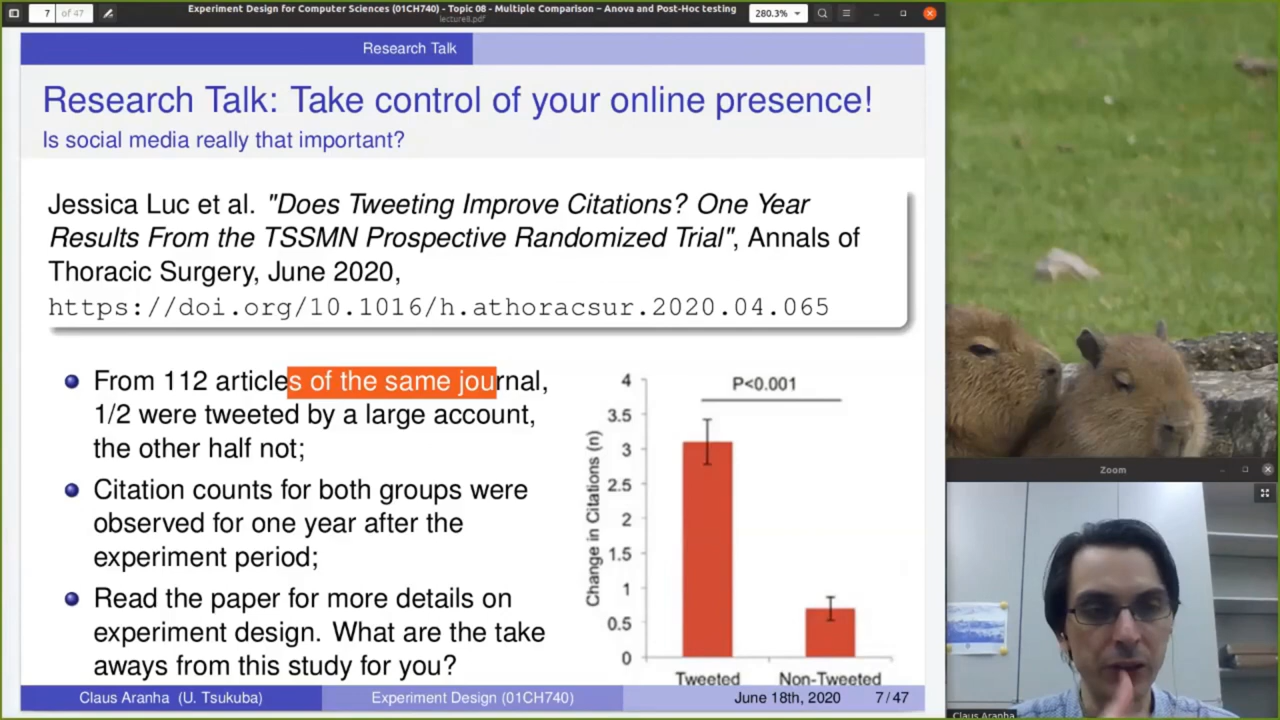 7 of 47
Experiment Design for Computer Sciences (01CH740) - Topic 08 - Multiple Comparison – Anova and Post-Hoc testing
lecture8.pdf
280.3%
Research Talk
Research Talk: Take control of your online presence!
Is social media really that important?
Jessica Luc et al. "Does Tweeting Improve Citations? One Year
Results From the TSSMN Prospective Randomized Trial", Annals of
Thoracic Surgery, June 2020,
https://doi.org/10.1016/h.athoracsur.2020.04.065
From 112 articles of the same journal,
1/2 were tweeted by a large account,
the other half not;
Citation counts for both groups were
observed for one year after the
experiment period;
Read the paper for more details on
experiment design. What are the take
aways from this study for you?
P<0.001
Change in Citations (n)
4
3.5
3
2.5
2
1.5
1
0.5
0
Tweeted Non-Tweeted
Claus Aranha (U. Tsukuba) Experiment Design (01CH740) June 18th, 2020 7/47
Zoom
Claus Aranha